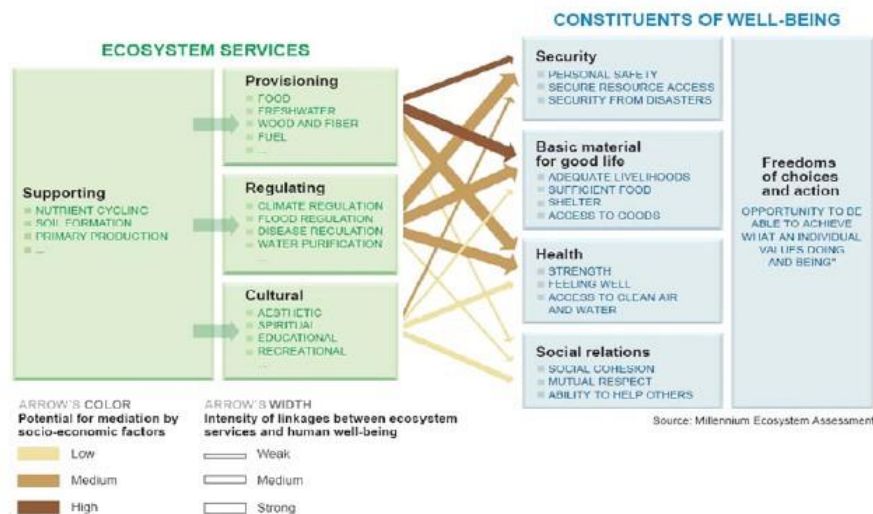 CONSTITUENTS OF WELL-BEING
ECOSYSTEM SERVICES
Supporting
NUTRIENT CYCLING
SOIL FORMATION
PRIMARY PRODUCTION
...
Provisioning
FOOD
FRESHWATER
WOOD AND FIBER
FUEL
...
Regulating
CLIMATE REGULATION
FLOOD REGULATION
DISEASE REGULATION
WATER PURIFICATION
...
Cultural
AESTHETIC
SPIRITUAL
EDUCATIONAL
RECREATIONAL
...
Security
PERSONAL SAFETY
SECURE RESOURCE ACCESS
SECURITY FROM DISASTERS
Basic material
for good life
ADEQUATE LIVELIHOODS
SUFFICIENT FOOD
SHELTER
ACCESS TO GOODS
Health
STRENGTH
FEELING WELL
ACCESS TO CLEAN AIR
AND WATER
Social relations
SOCIAL COHESION
MUTUAL RESPECT
ABILITY TO HELP OTHERS
Freedoms
of choices
and action
OPPORTUNITY TO BE
ABLE TO ACHIEVE
WHAT AN INDIVIDUAL
VALUES DOING
AND BEING"
Source: Millennium Ecosystem Assessment
ARROW'S COLOR
Potential for mediation by
socio-economic factors
Low
Medium
High
ARROW'S WIDTH
Intensity of linkages between ecosystem
services and human well-being
Weak
Medium
Strong